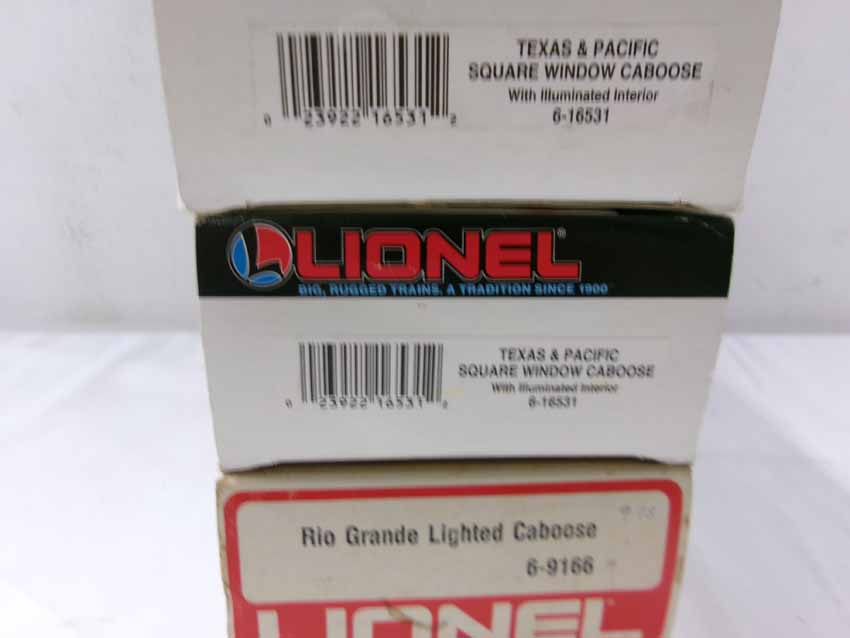 TEXAS & PACIFIC
SQUARE WINDOW CABOOSE
With Illuminated Interior
6-16531
0 23922 16531 2
LIONEL®
BIG, RUGGED TRAINS. A TRADITION SINCE 1900
TEXAS & PACIFIC
SQUARE WINDOW CABOOSE
With Illuminated Interior
6-16531
0 23922 16531 2
Rio Grande Lighted Caboose
6-9166
LIONEL